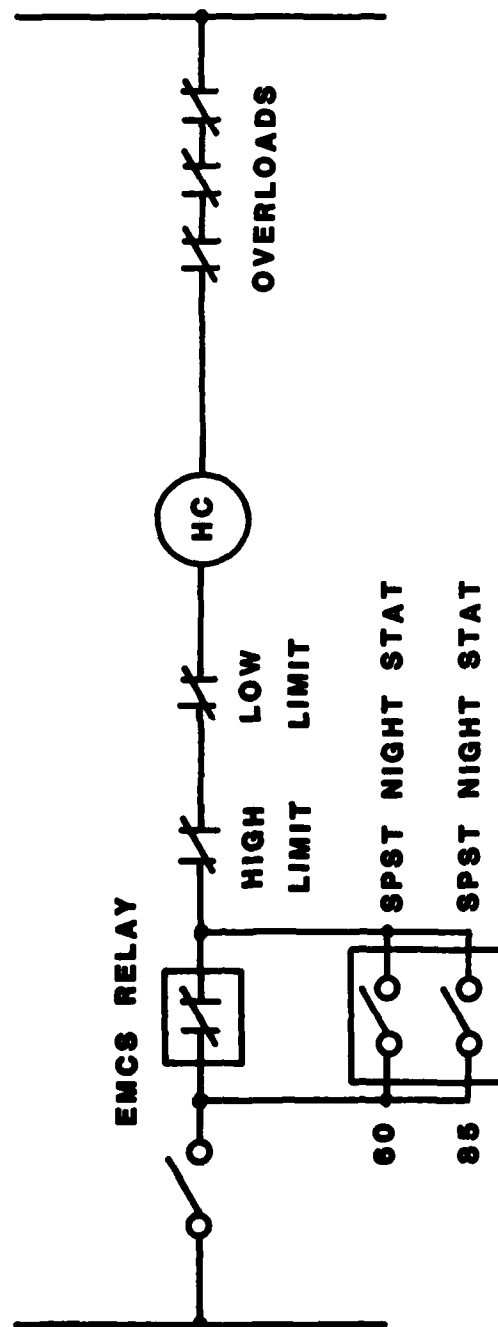 EMCS RELAY
HIGH
LIMIT
LOW
LIMIT
HC
OVERLOADS
60
SPST NIGHT STAT
85
SPST NIGHT STAT